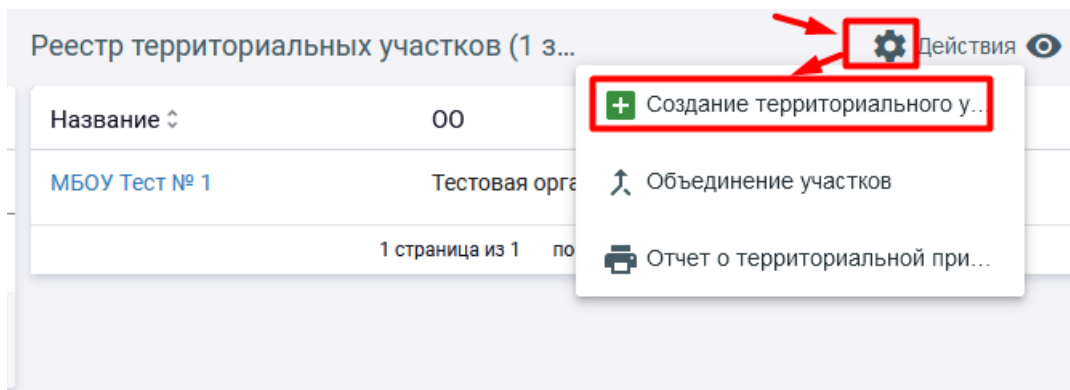 Реестр территориальных участков (1 з...
Действия
Название
ОО
Создание территориального у...
МБОУ Тест № 1
Тестовая орга
Объединение участков
1 страница из 1
по
Отчет о территориальной при...